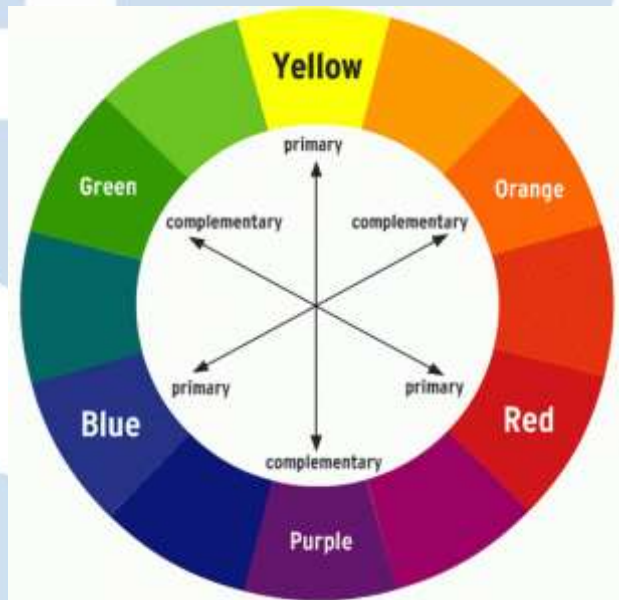 Yellow
primary
Green
Orange
complementary
complementary
primary
primary
Blue
Red
complementary
Purple